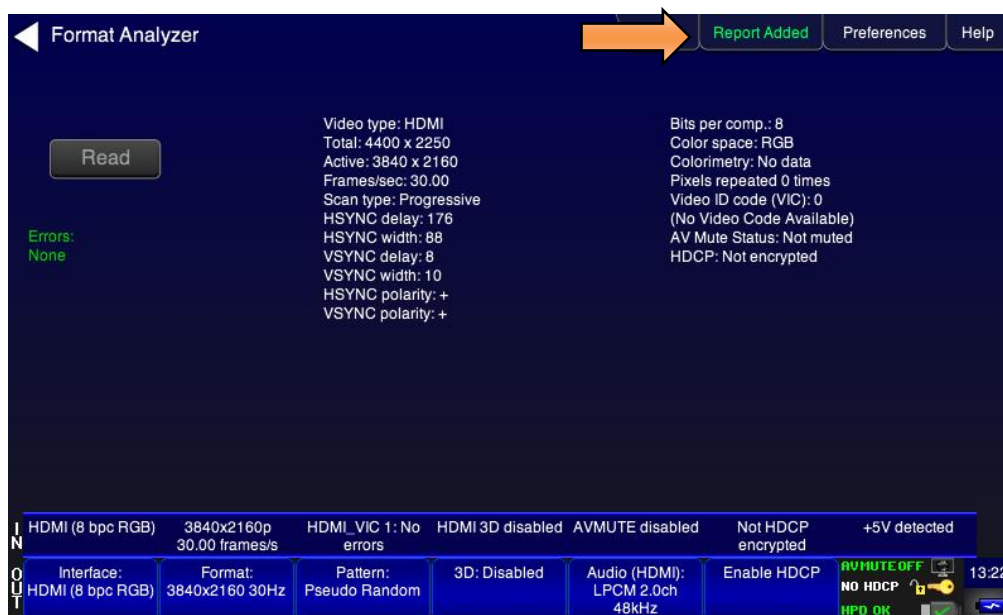 Format Analyzer
Report Added
Preferences
Help
Read
Errors:
None
Video type: HDMI
Total: 4400 x 2250
Active: 3840 x 2160
Frames/sec: 30.00
Scan type: Progressive
HSYNC delay: 176
HSYNC width: 88
VSYNC delay: 8
VSYNC width: 10
HSYNC polarity: +
VSYNC polarity: +
Bits per comp.: 8
Color space: RGB
Colorimetry: No data
Pixels repeated 0 times
Video ID code (VIC): 0
(No Video Code Available)
AV Mute Status: Not muted
HDCP: Not encrypted
IN
HDMI (8 bpc RGB)
3840x2160p
30.00 frames/s
HDMI_VIC 1: No
errors
HDMI 3D disabled
AVMUTE disabled
Not HDCP
encrypted
+5V detected
OUT
Interface:
HDMI (8 bpc RGB)
Format:
3840x2160 30Hz
Pattern:
Pseudo Random
3D: Disabled
Audio (HDMI):
LPCM 2.0ch
48kHz
Enable HDCP
AVMUTE OFF
NO HDCP
HPD OK
13:22